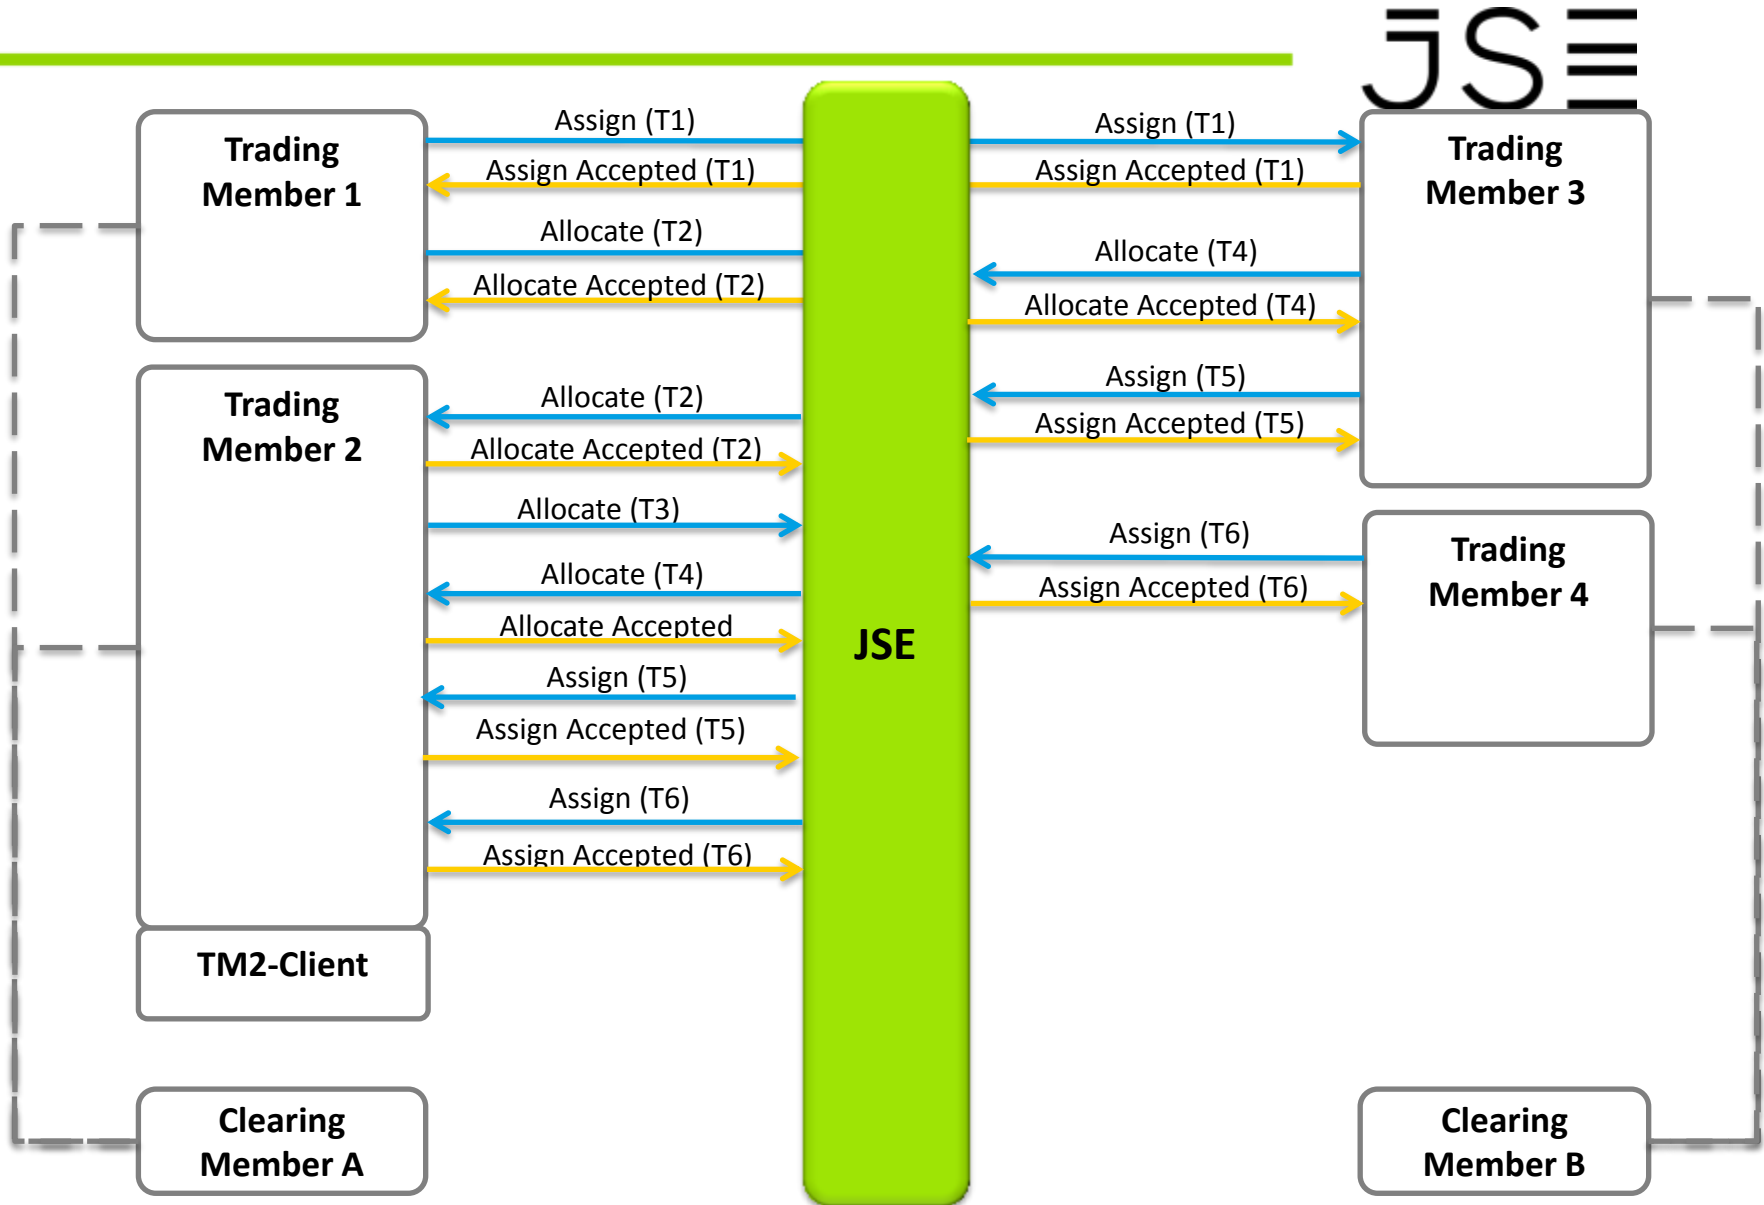 JSE
Trading
Member 1
Assign (T1)
Assign Accepted (T1)
Allocate (T2)
Allocate Accepted (T2)
Trading
Member 2
Allocate (T2)
Allocate Accepted (T2)
Allocate (T3)
Allocate (T4)
Allocate Accepted
Assign (T5)
Assign Accepted (T5)
Assign (T6)
Assign Accepted (T6)
TM2-Client
Clearing
Member A
JSE
Assign (T1)
Assign Accepted (T1)
Allocate (T4)
Allocate Accepted (T4)
Assign (T5)
Assign Accepted (T5)
Trading
Member 3
Assign (T6)
Assign Accepted (T6)
Trading
Member 4
Clearing
Member B